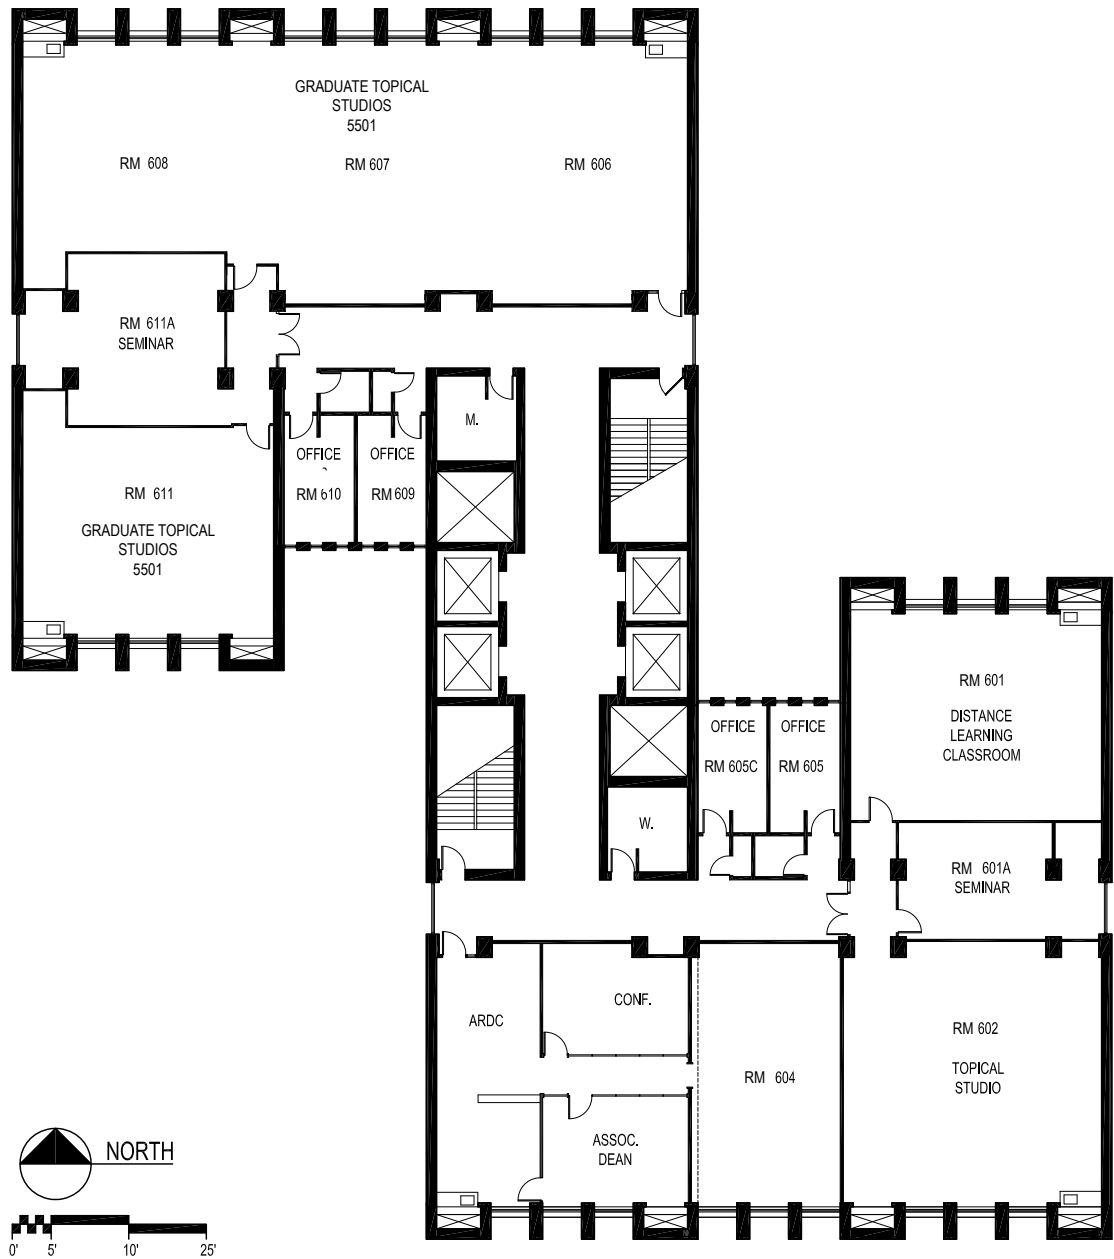 GRADUATE TOPICAL
STUDIOS
5501
RM 608
RM 607
RM 606
RM 611A
SEMINAR
M.
OFFICE
RM 610
OFFICE
RM 609
RM 611
GRADUATE TOPICAL
STUDIOS
5501
RM 601
DISTANCE
LEARNING
CLASSROOM
OFFICE
RM 605C
OFFICE
RM 605
W.
RM 601A
SEMINAR
CONF.
ARDC
RM 602
TOPICAL
STUDIO
RM 604
ASSOC.
DEAN
NORTH
0' 5' 10' 25'